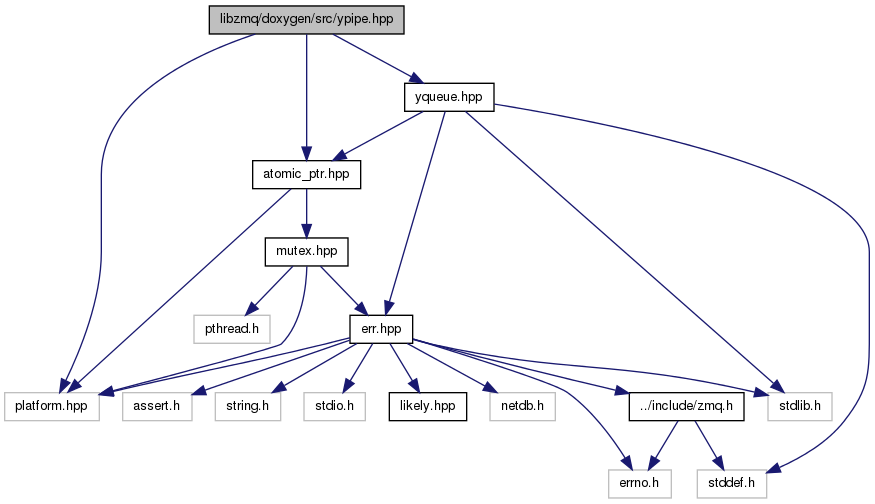 libzmq/doxygen/src/ypipe.hpp
yqueue.hpp
atomic_ptr.hpp
mutex.hpp
pthread.h
err.hpp
platform.hpp
assert.h
string.h
stdio.h
likely.hpp
netdb.h
../include/zmq.h
stdlib.h
errno.h
stddef.h